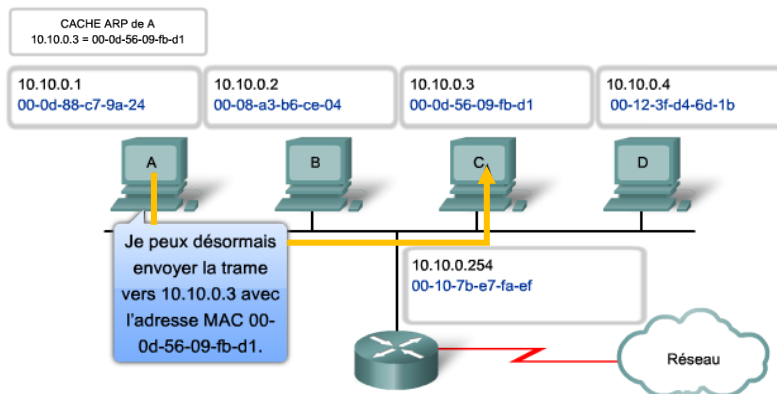 CACHE ARP de A
10.10.0.3 = 00-0d-56-09-fb-d1
10.10.0.1
00-0d-88-c7-9a-24
10.10.0.2
00-08-a3-b6-ce-04
10.10.0.3
00-0d-56-09-fb-d1
10.10.0.4
00-12-3f-d4-6d-1b
A
B
C
D
Je peux désormais
envoyer la trame
vers 10.10.0.3 avec
l'adresse MAC 00-
0d-56-09-fb-d1.
10.10.0.254
00-10-7b-e7-fa-ef
Réseau